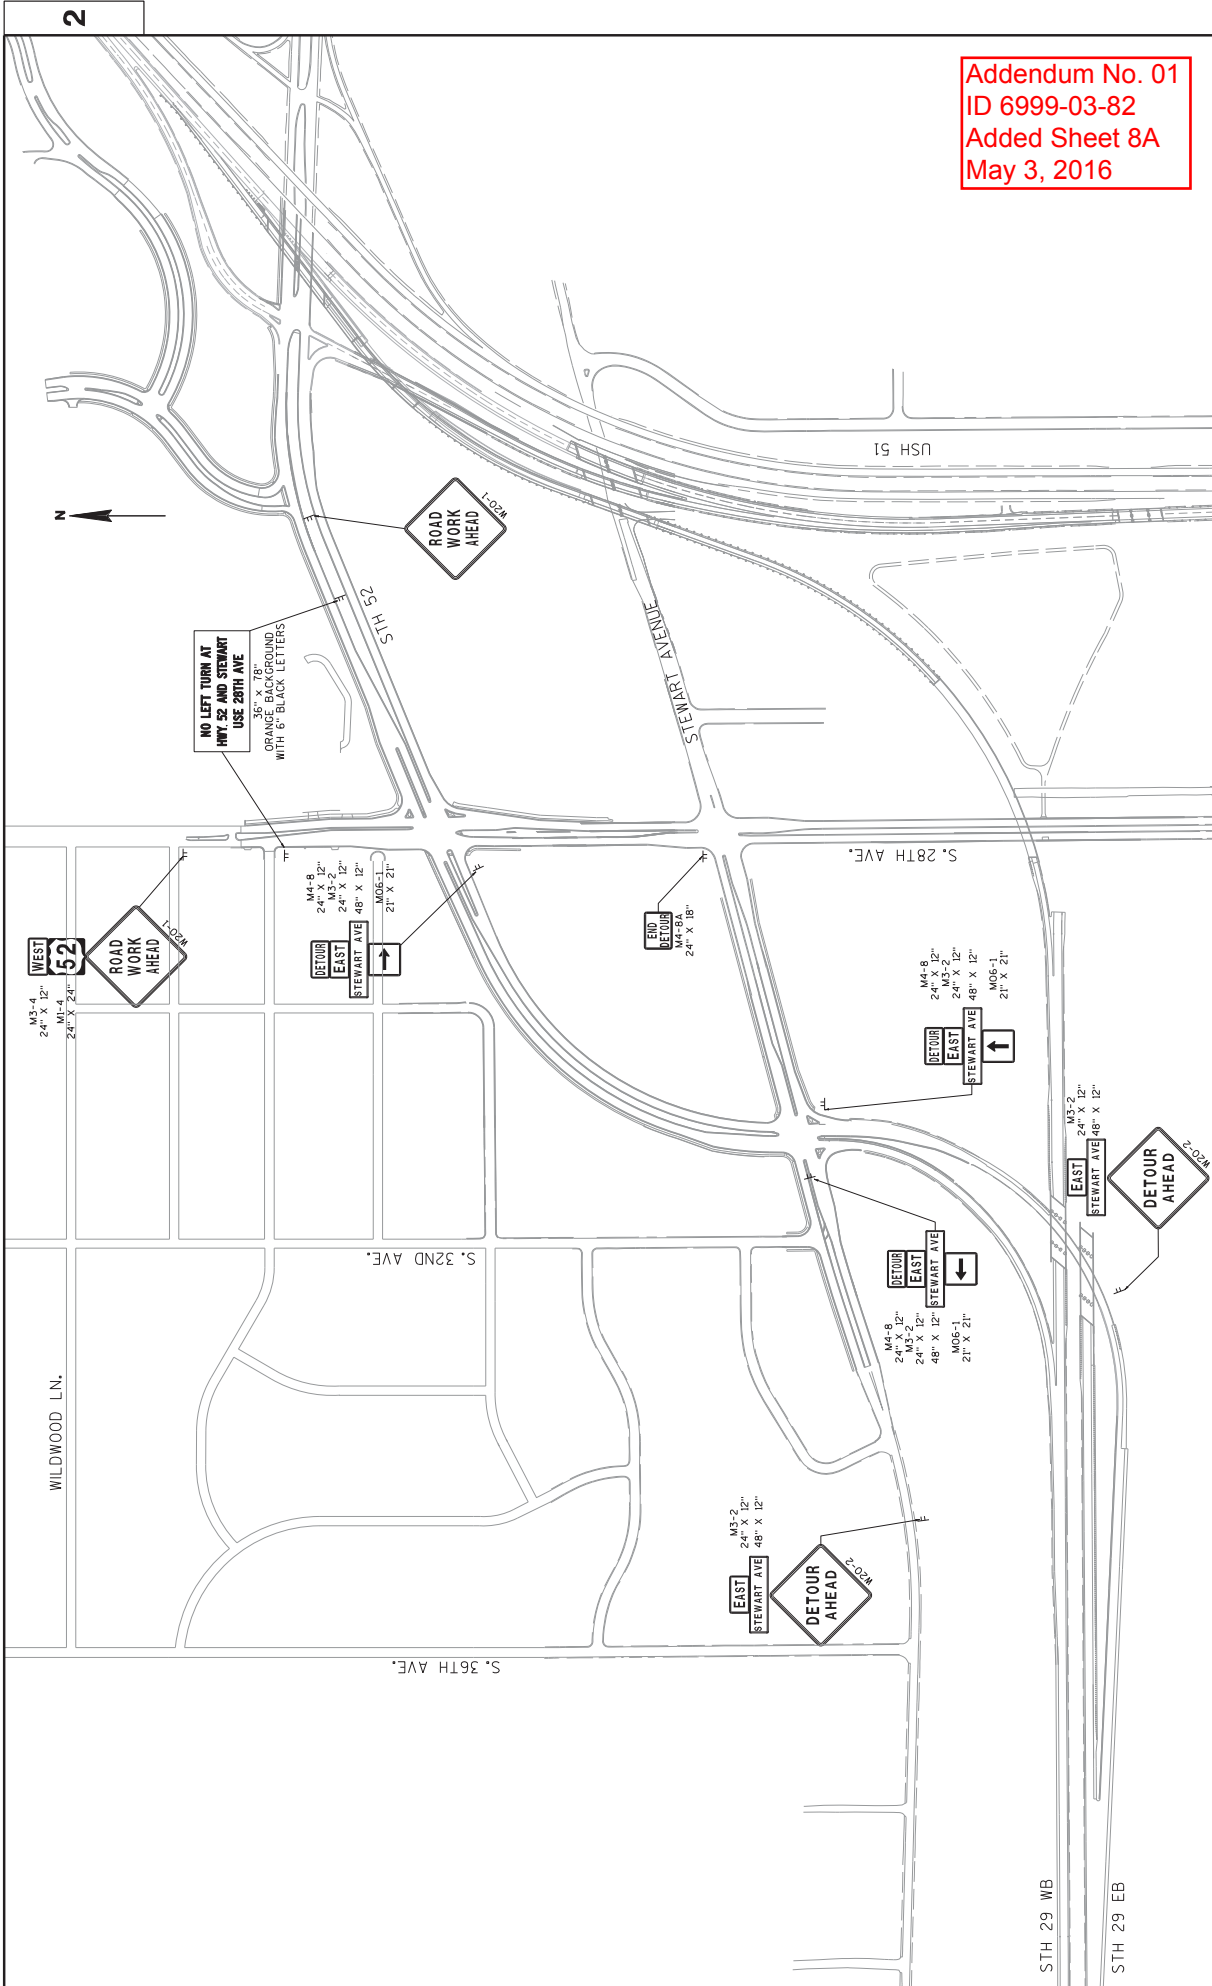 2
Addendum No. 01
ID 6999-03-82
Added Sheet 8A
May 3, 2016
N
USH 51
STH 52
STEWART AVENUE
S. 28TH AVE.
S. 32ND AVE.
S. 36TH AVE.
WILDWOOD LN.
STH 29 WB
STH 29 EB
ROAD
WORK
AHEAD
W20-1
NO LEFT TURN AT
HWY. 52 AND STEWART
USE 28TH AVE
36" x 78"
ORANGE BACKGROUND
WITH 6" BLACK LETTERS
WEST
52
M3-4
24" X 12"
M1-4
24" X 24"
ROAD
WORK
AHEAD
W20-1
DETOUR
EAST
STEWART AVE
M4-8
24" X 12"
M3-2
24" X 12"
48" X 12"
M06-1
21" X 21"
END
DETOUR
M4-8A
24" X 18"
DETOUR
EAST
STEWART AVE
M4-8
24" X 12"
M3-2
24" X 12"
48" X 12"
M06-1
21" X 21"
EAST
STEWART AVE
M3-2
24" X 12"
48" X 12"
DETOUR
AHEAD
W20-2
DETOUR
EAST
STEWART AVE
M4-8
24" X 12"
M3-2
24" X 12"
48" X 12"
M06-1
21" X 21"
EAST
STEWART AVE
M3-2
24" X 12"
48" X 12"
DETOUR
AHEAD
W20-2